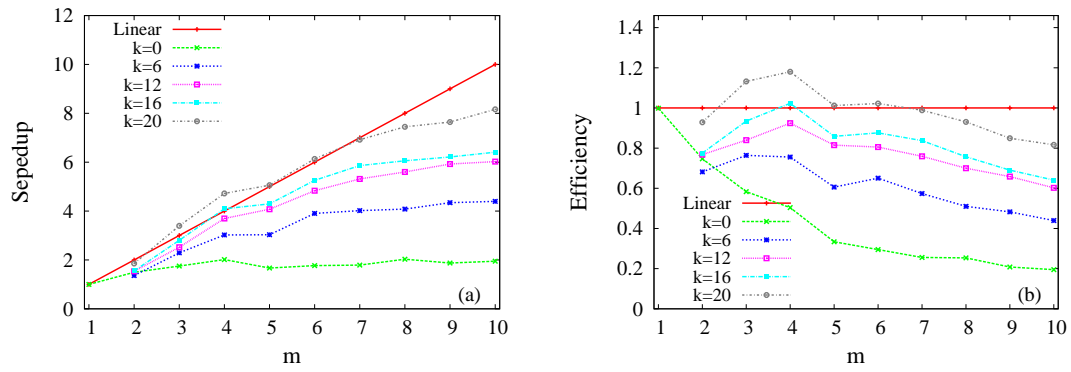 12
10
8
6
4
2
0
Sepedup
Linear
k=0
k=6
k=12
k=16
k=20
(a)
1 2 3 4 5 6 7 8 9 10
m
1.4
1.2
1
0.8
0.6
0.4
0.2
0
Efficiency
Linear
k=0
k=6
k=12
k=16
k=20
(b)
1 2 3 4 5 6 7 8 9 10
m